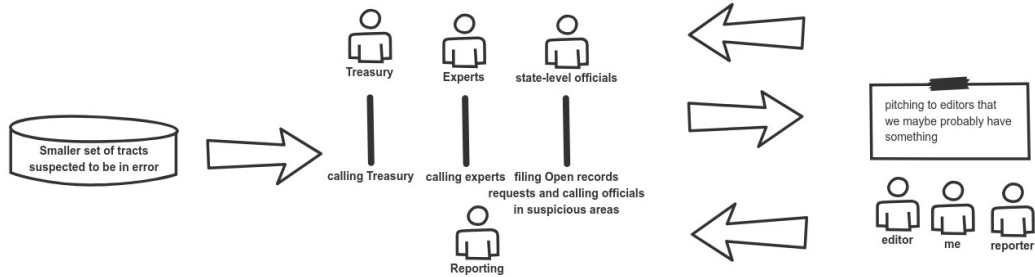 Smaller set of tracts
suspected to be in error
Treasury
Experts
state-level officials
calling Treasury
calling experts
filing Open records
requests and calling officials
in suspicious areas
Reporting
pitching to editors that
we maybe probably have
something
editor
me
reporter